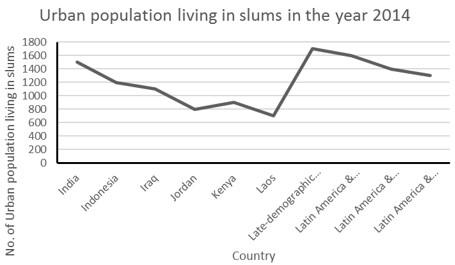 Urban population living in slums in the year 2014
No. of Urban population living in slums
1800
1600
1400
1200
1000
800
600
400
200
0
India
Indonesia
Iraq
Jordan
Kenya
Laos
Late-demographic...
Latin America &...
Latin America &...
Latin America &...
Country